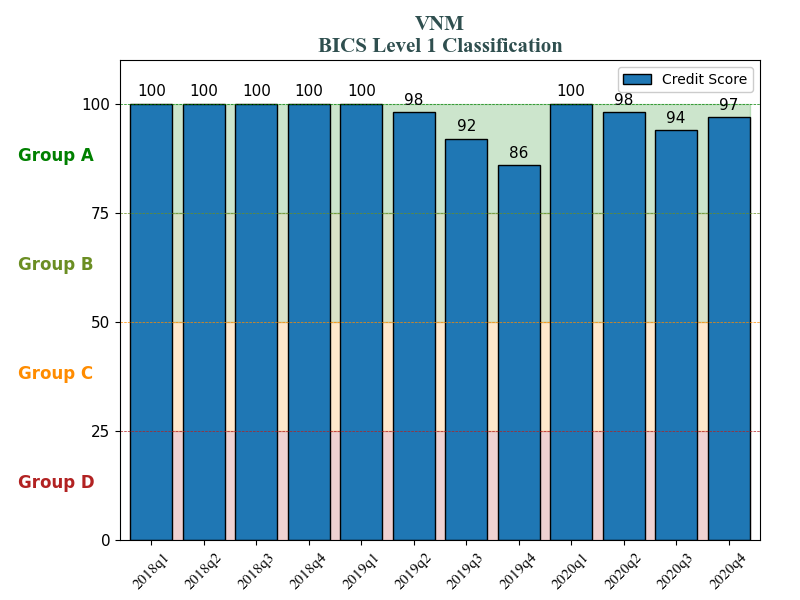 VNM
BICS Level 1 Classification
Credit Score
100 100 100 100 100 98 92 86 100 98 94 97
100
Group A
75
Group B
50
Group C
25
Group D
0
2018q1 2018q2 2018q3 2018q4 2019q1 2019q2 2019q3 2019q4 2020q1 2020q2 2020q3 2020q4